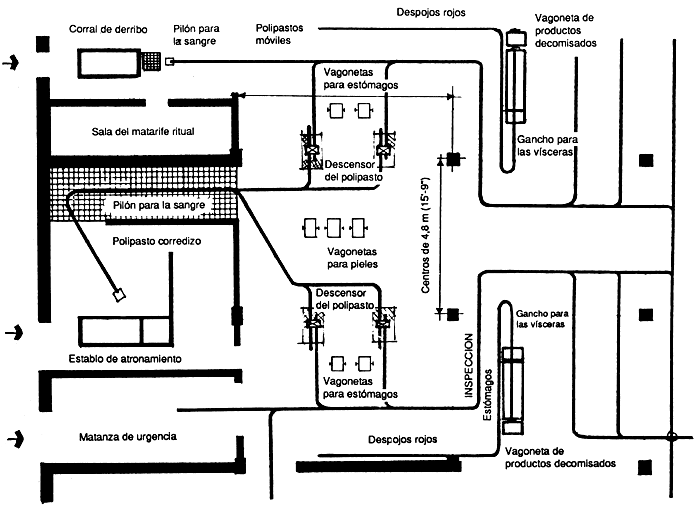 Despojos rojos
Vagoneta de
productos
decomisados
Corral de derribo
Pilón para
la sangre
Polipastos
móviles
Vagonetas
para estómagos
Sala del matarife ritual
Gancho para
las vísceras
Descensor
del polipasto
Pilón para la sangre
Centros de 4,8 m (15'-9")
Polipasto corredizo
Vagonetas
para pieles
Descensor
del polipasto
Gancho para
las vísceras
INSPECCION
Estómagos
Establo de atronamiento
Vagonetas
para estómagos
Matanza de urgencia
Despojos rojos
Vagoneta de
productos decomisados